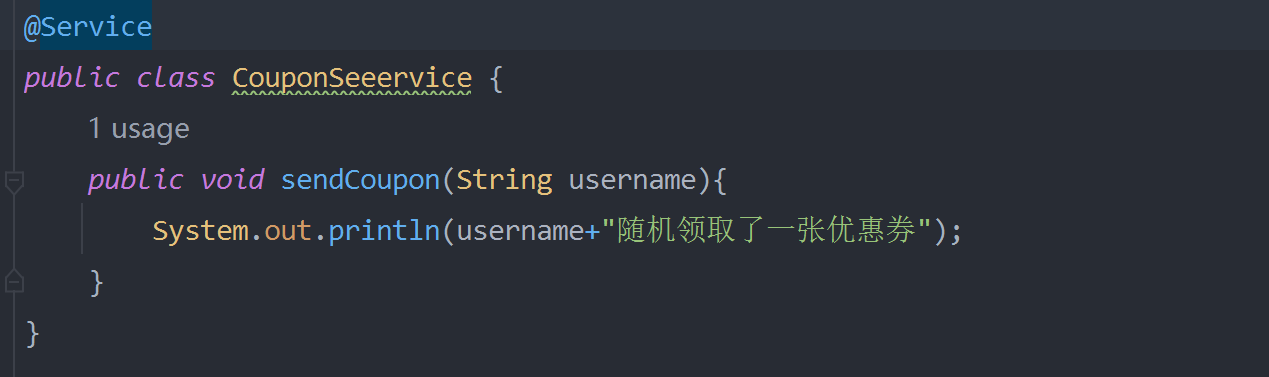 @Service
public class CouponSeeervice {
1 usage
public void sendCoupon(String username){
System.out.println(username+"随机领取了一张优惠券");
}
}